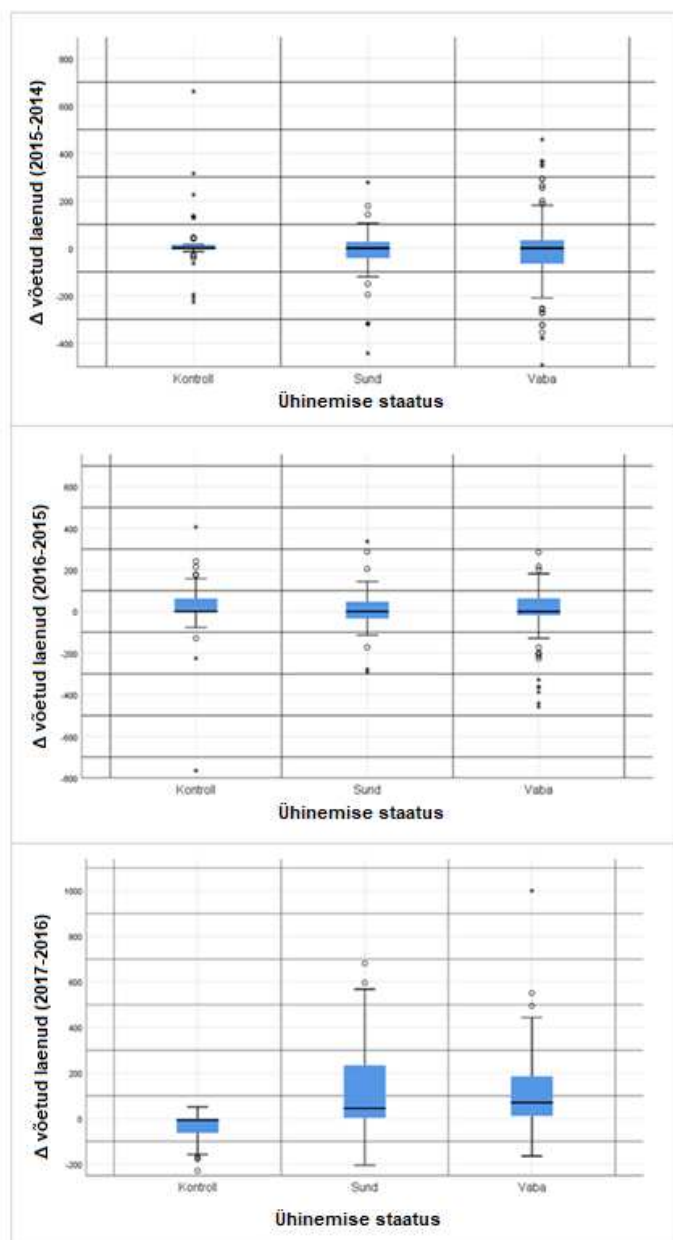 Δ võetud laenud (2015-2014)
800
600
400
200
0
-200
-400
Kontroll Sund Vaba
Ühinemise staatus
Δ võetud laenud (2016-2015)
600
400
200
0
-200
-400
-600
-800
Kontroll Sund Vaba
Ühinemise staatus
Δ võetud laenud (2017-2016)
1000
800
600
400
200
0
-200
Kontroll Sund Vaba
Ühinemise staatus